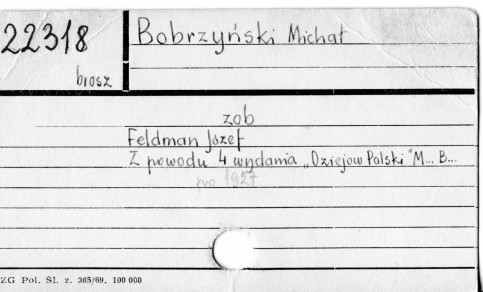 22318
brosz
Bobrzyński Michał
zob
Feldman Józef
Z powodu 4 wydania „Dziejow Polski" M... B...
po 1927
ZG Pol. Sl. z. 365/69. 100 000